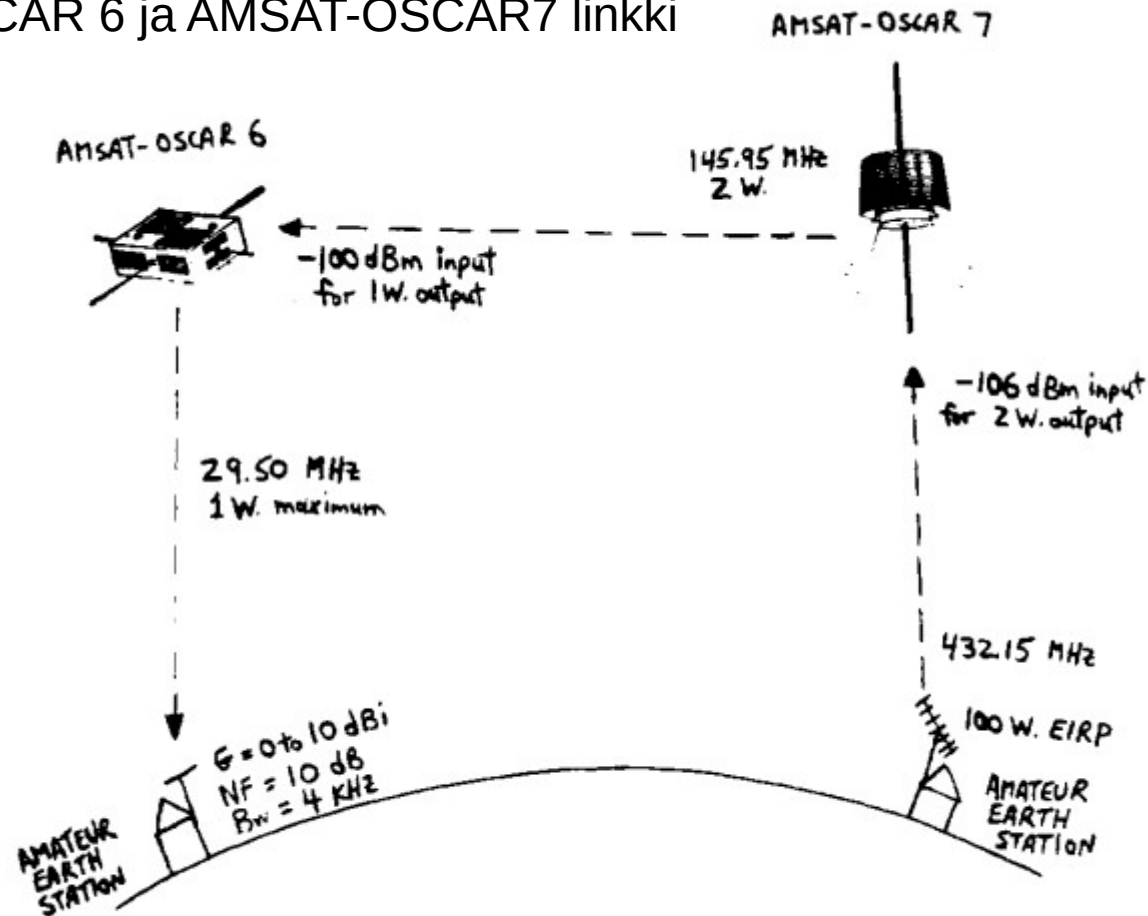 CAR 6 ja AMSAT-OSCAR7 linkki
AMSAT-OSCAR 7
AMSAT-OSCAR 6
145.95 MHz
2 W.
-100 dBm input
for 1W. output
-106 dBm input
for 2 W. output
29.50 MHz
1 W. maximum
432.15 MHz
100 W. EIRP
G = 0 to 10 dBi
NF = 10 dB
Bw = 4 KHz
AMATEUR
EARTH
STATION
AMATEUR
EARTH
STATION